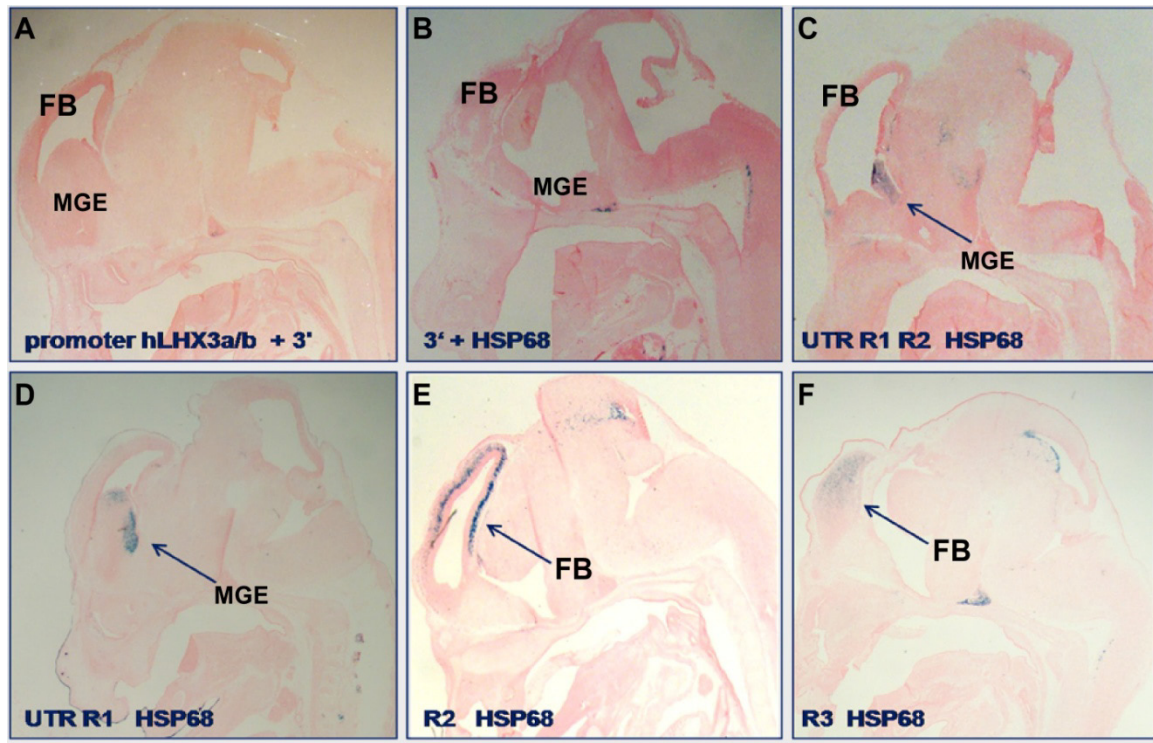 A
FB
MGE
promoter hLHX3a/b + 3'
B
FB
MGE
3' + HSP68
C
FB
MGE
UTR R1 R2 HSP68
D
MGE
UTR R1 HSP68
E
FB
R2 HSP68
F
FB
R3 HSP68